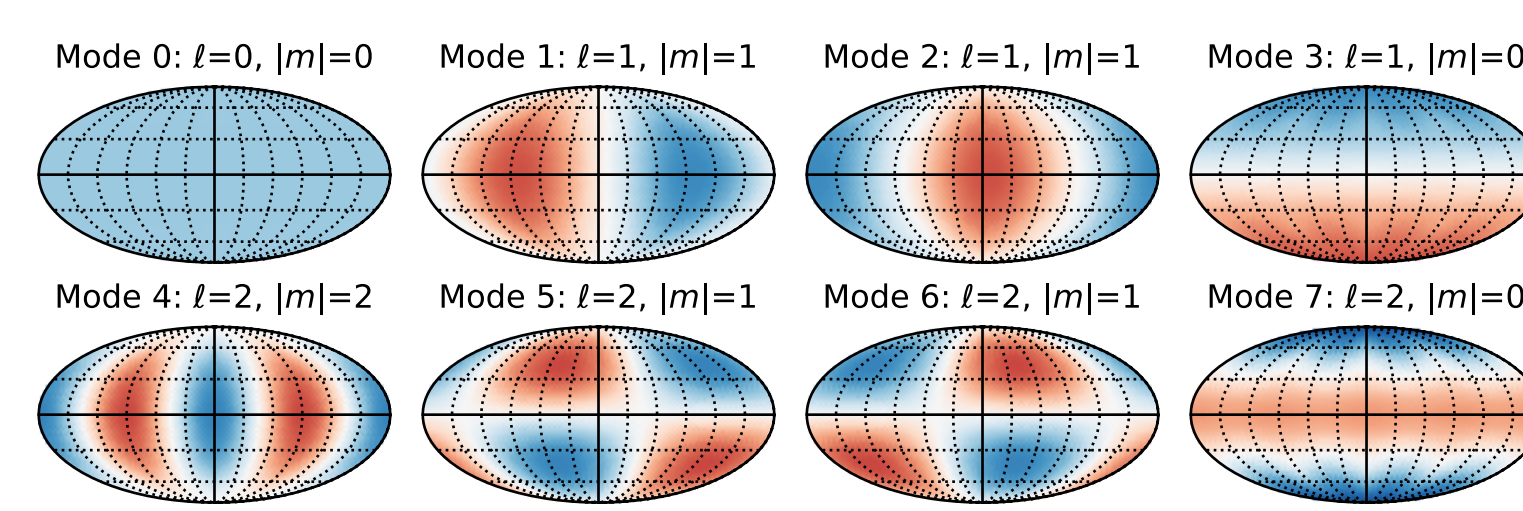 Mode 0: ℓ=0, |m|=0
Mode 1: ℓ=1, |m|=1
Mode 2: ℓ=1, |m|=1
Mode 3: ℓ=1, |m|=0
Mode 4: ℓ=2, |m|=2
Mode 5: ℓ=2, |m|=1
Mode 6: ℓ=2, |m|=1
Mode 7: ℓ=2, |m|=0